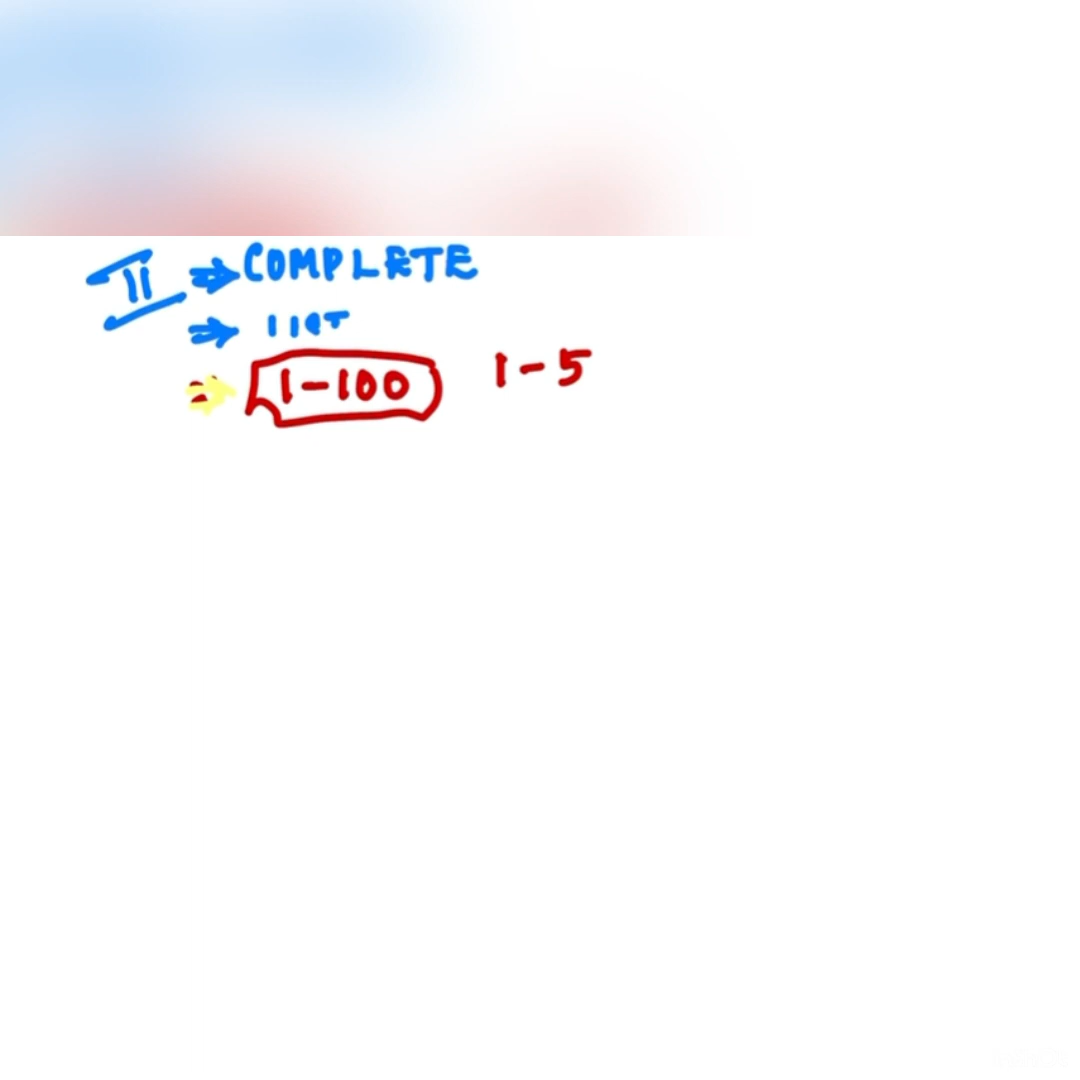 II ⇒ COMPLETE
⇒
⇒ 1-100 1-5